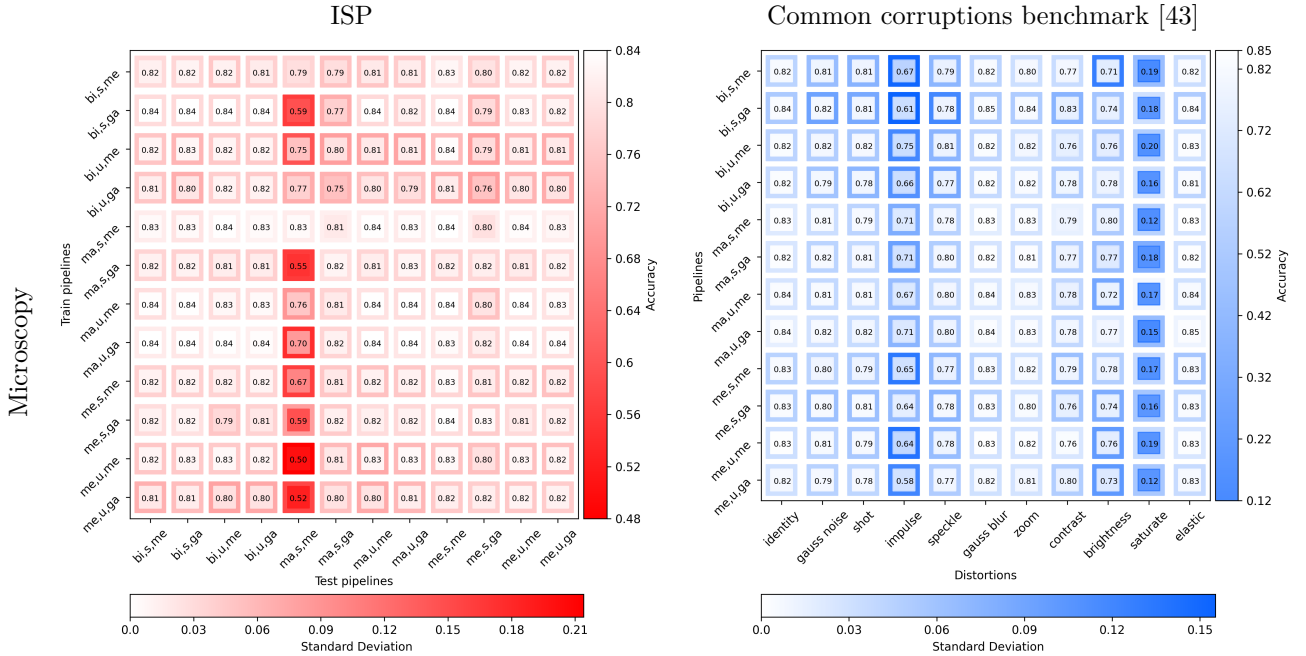 ISP
Common corruptions benchmark [43]
Microscopy
Train pipelines
bi,s,me 0.82 0.82 0.82 0.81 0.79 0.79 0.81 0.81 0.83 0.80 0.82 0.82
bi,s,ga 0.84 0.84 0.84 0.84 0.59 0.77 0.84 0.82 0.84 0.79 0.83 0.82
bi,u,me 0.82 0.83 0.82 0.82 0.75 0.80 0.81 0.81 0.84 0.79 0.81 0.81
bi,u,ga 0.81 0.80 0.82 0.82 0.77 0.75 0.80 0.79 0.81 0.76 0.80 0.80
ma,s,me 0.83 0.83 0.84 0.83 0.83 0.81 0.84 0.83 0.84 0.80 0.84 0.82
ma,s,ga 0.82 0.82 0.81 0.81 0.55 0.82 0.81 0.83 0.82 0.82 0.81 0.82
ma,u,me 0.84 0.84 0.83 0.83 0.76 0.81 0.84 0.84 0.84 0.80 0.84 0.83
ma,u,ga 0.84 0.84 0.84 0.84 0.70 0.82 0.84 0.83 0.84 0.82 0.84 0.84
me,s,me 0.82 0.82 0.82 0.82 0.67 0.81 0.82 0.82 0.83 0.81 0.82 0.82
me,s,ga 0.82 0.82 0.79 0.81 0.59 0.82 0.82 0.82 0.84 0.83 0.82 0.82
me,u,me 0.82 0.83 0.83 0.82 0.50 0.81 0.83 0.83 0.83 0.80 0.83 0.82
me,u,ga 0.81 0.81 0.80 0.80 0.52 0.80 0.80 0.81 0.82 0.80 0.82 0.82
bi,s,me bi,s,ga bi,u,me bi,u,ga ma,s,me ma,s,ga ma,u,me ma,u,ga me,s,me me,s,ga me,u,me me,u,ga
Test pipelines
0.84
0.8
0.76
0.72
0.68
0.64
0.6
0.56
0.52
0.48
Accuracy
0.0 0.03 0.06 0.09 0.12 0.15 0.18 0.21
Standard Deviation
Pipelines
bi,s,me 0.82 0.81 0.81 0.67 0.79 0.82 0.80 0.77 0.71 0.19 0.82
bi,s,ga 0.84 0.82 0.81 0.61 0.78 0.85 0.84 0.83 0.74 0.18 0.84
bi,u,me 0.82 0.82 0.82 0.75 0.81 0.82 0.80 0.76 0.76 0.20 0.83
bi,u,ga 0.82 0.79 0.78 0.66 0.77 0.82 0.82 0.78 0.78 0.16 0.81
ma,s,me 0.83 0.81 0.79 0.71 0.78 0.83 0.83 0.79 0.80 0.12 0.83
ma,s,ga 0.82 0.82 0.81 0.71 0.80 0.82 0.81 0.77 0.77 0.18 0.82
ma,u,me 0.84 0.81 0.81 0.67 0.80 0.84 0.83 0.78 0.72 0.17 0.84
ma,u,ga 0.84 0.82 0.82 0.71 0.80 0.84 0.83 0.78 0.77 0.15 0.85
me,s,me 0.83 0.80 0.79 0.65 0.77 0.83 0.82 0.79 0.78 0.17 0.83
me,s,ga 0.83 0.80 0.81 0.64 0.78 0.83 0.80 0.76 0.74 0.16 0.83
me,u,me 0.83 0.81 0.79 0.64 0.78 0.83 0.82 0.76 0.76 0.19 0.83
me,u,ga 0.82 0.79 0.78 0.58 0.77 0.82 0.81 0.80 0.73 0.12 0.83
identity gauss noise shot impulse speckle gauss blur zoom contrast brightness saturate elastic
Distortions
0.85
0.82
0.72
0.62
0.52
0.42
0.32
0.22
0.12
Accuracy
0.0 0.03 0.06 0.09 0.12 0.15
Standard Deviation